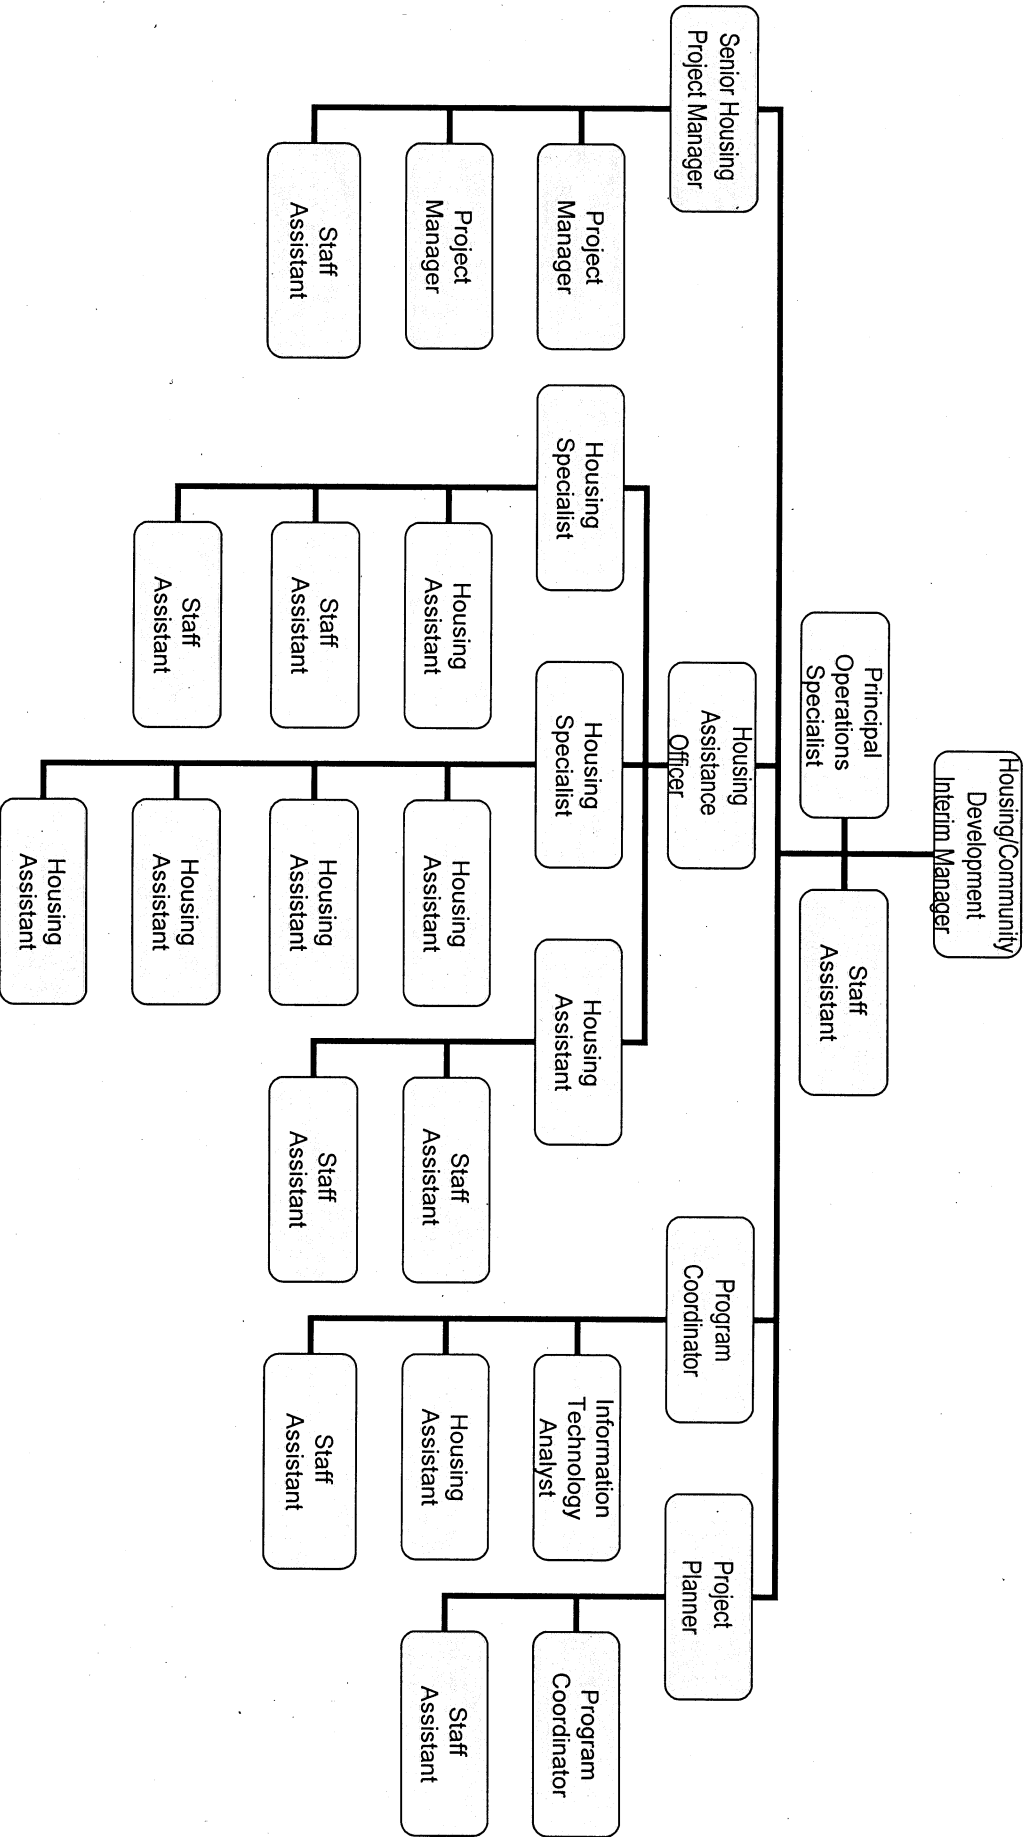 Housing/Community
Development
Interim Manager
Principal
Operations
Specialist
Staff
Assistant
Senior Housing
Project Manager
Project
Manager
Project
Manager
Staff
Assistant
Housing
Assistance
Officer
Housing
Specialist
Housing
Assistant
Staff
Assistant
Staff
Assistant
Housing
Specialist
Housing
Assistant
Housing
Assistant
Housing
Assistant
Housing
Assistant
Housing
Assistant
Staff
Assistant
Staff
Assistant
Program
Coordinator
Information
Technology
Analyst
Housing
Assistant
Staff
Assistant
Project
Planner
Program
Coordinator
Staff
Assistant